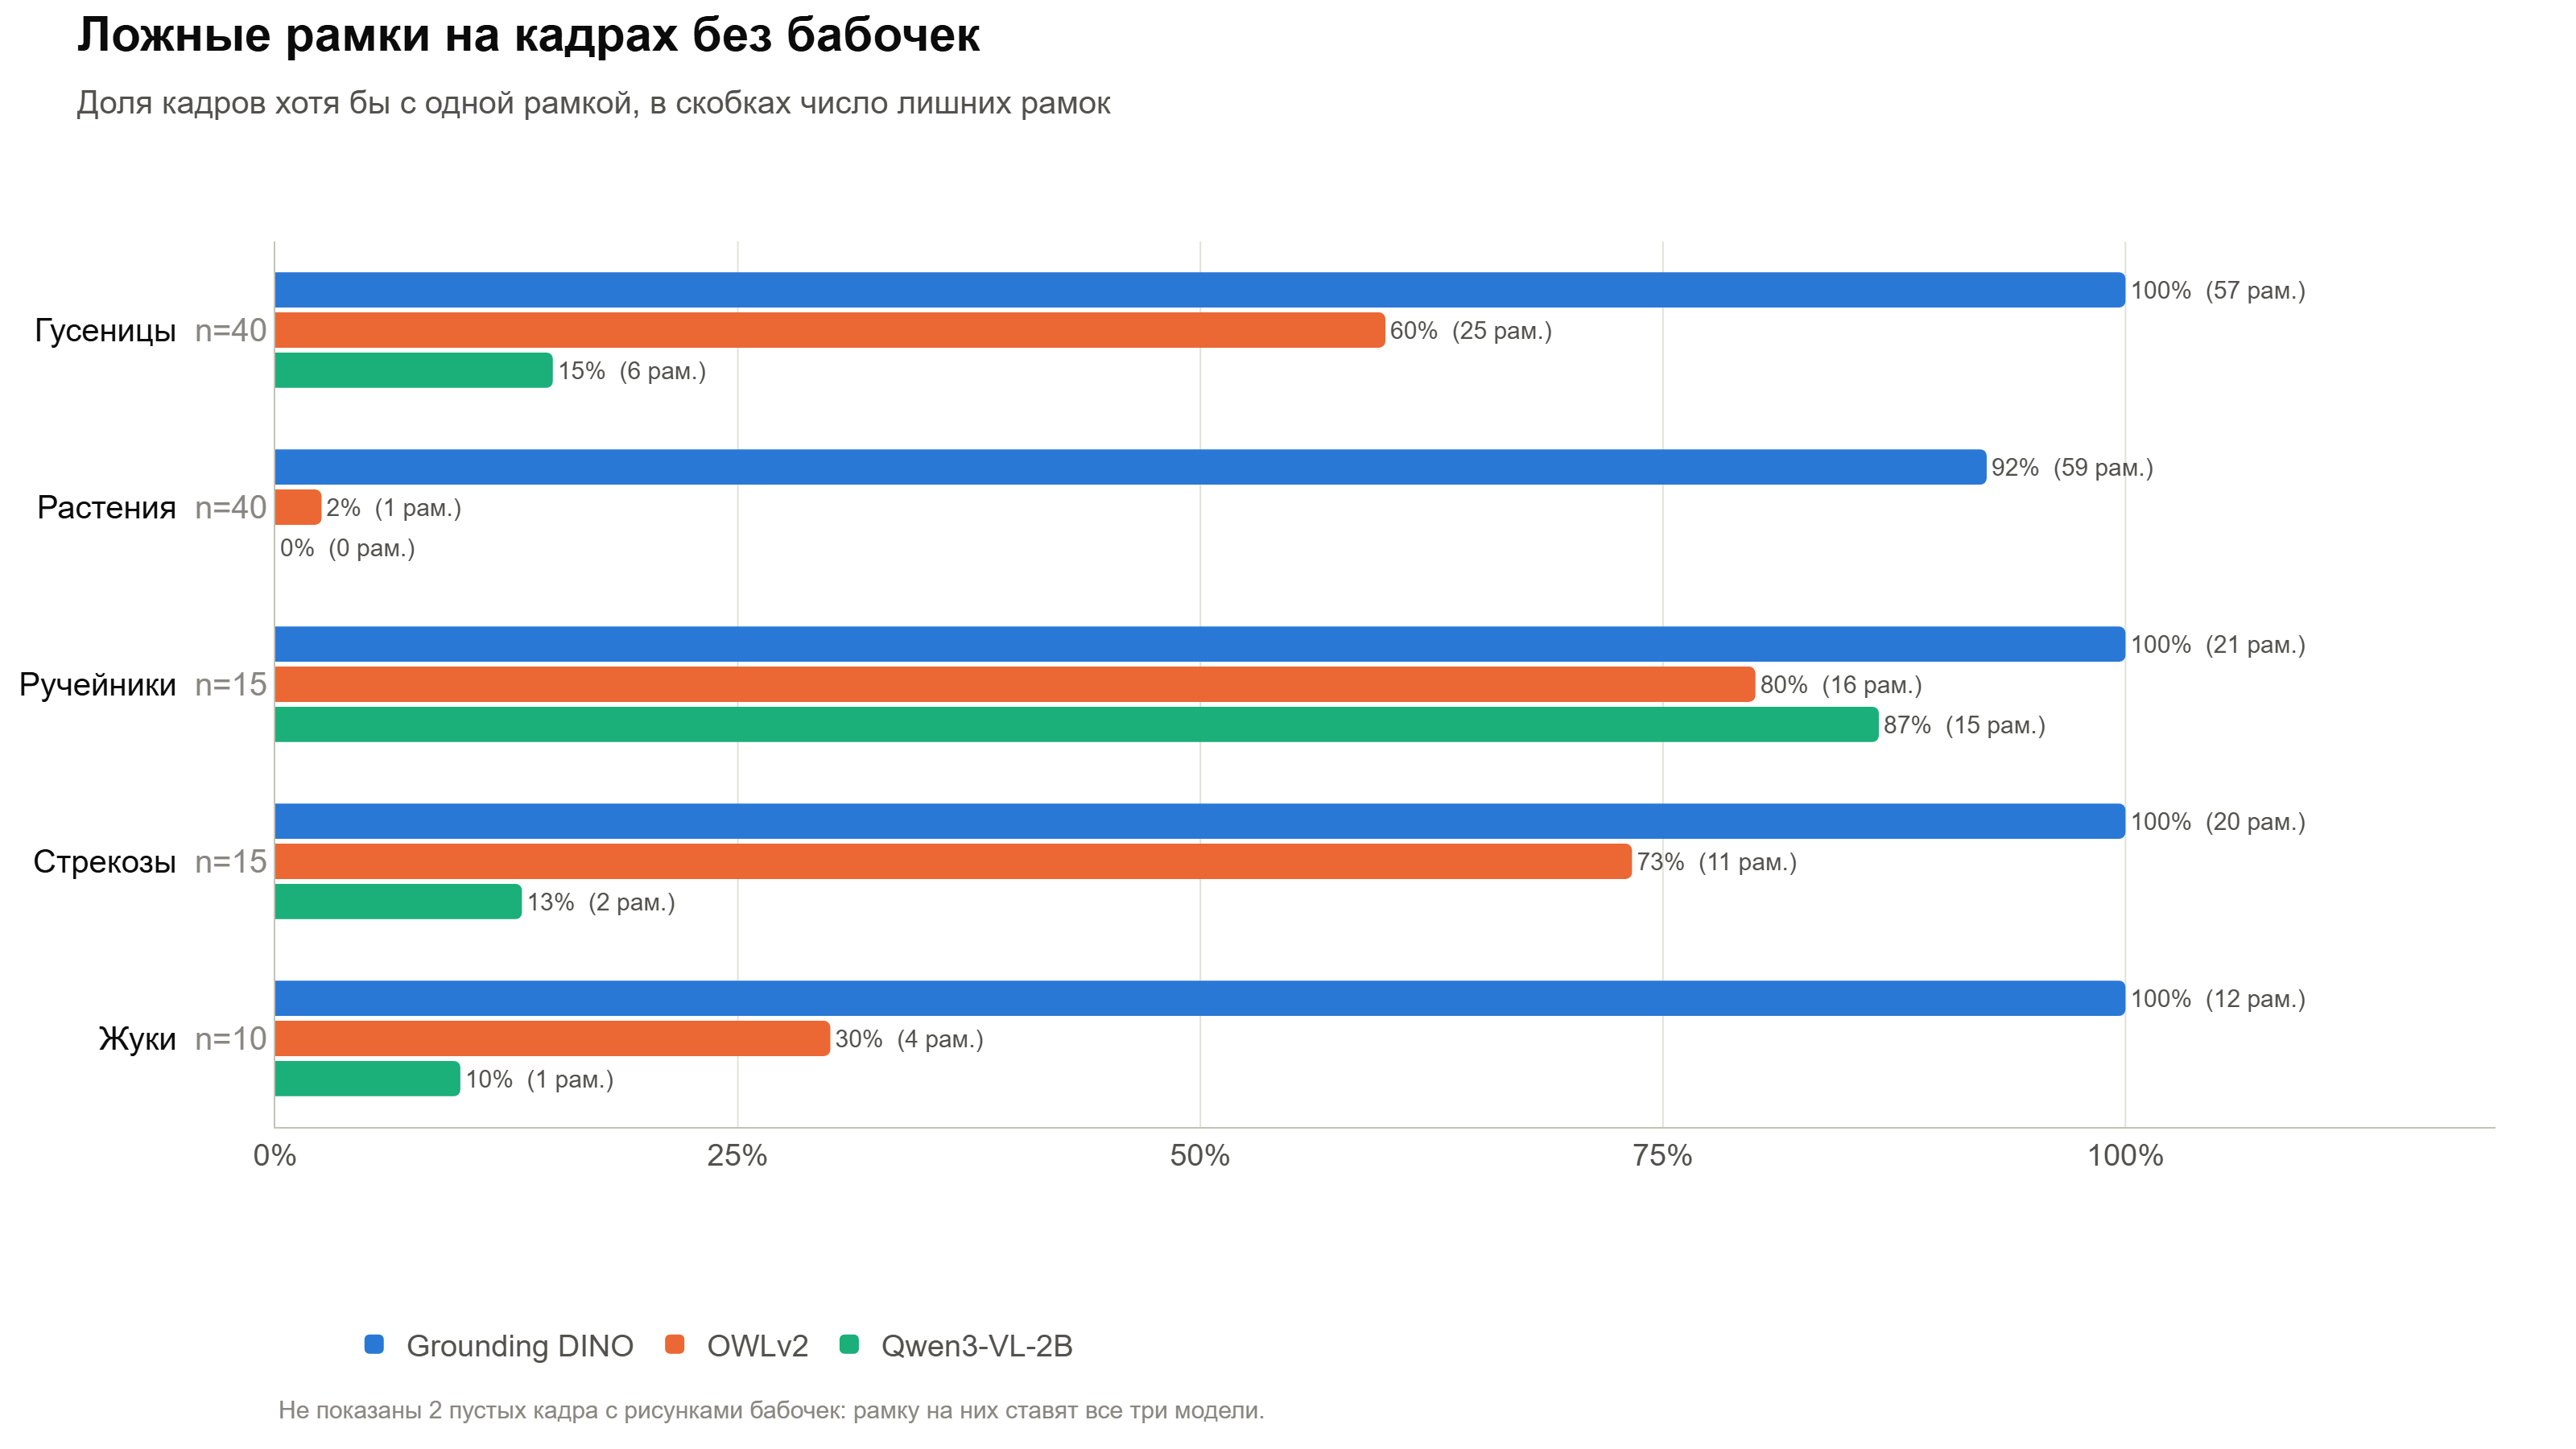 Ложные рамки на кадрах без бабочек
Доля кадров хотя бы с одной рамкой, в скобках число лишних рамок
100% (57 рам.)
Гусеницы n=40
60% (25 рам.)
15% (6 рам.)
92% (59 рам.)
Растения n=40
2% (1 рам.)
0% (0 рам.)
100% (21 рам.)
Ручейники n=15
80% (16 рам.)
87% (15 рам.)
100% (20 рам.)
Стрекозы n=15
73% (11 рам.)
13% (2 рам.)
100% (12 рам.)
Жуки n=10
30% (4 рам.)
10% (1 рам.)
0% 25% 50% 75% 100%
Grounding DINO OWLv2 Qwen3-VL-2B
Не показаны 2 пустых кадра с рисунками бабочек: рамку на них ставят все три модели.